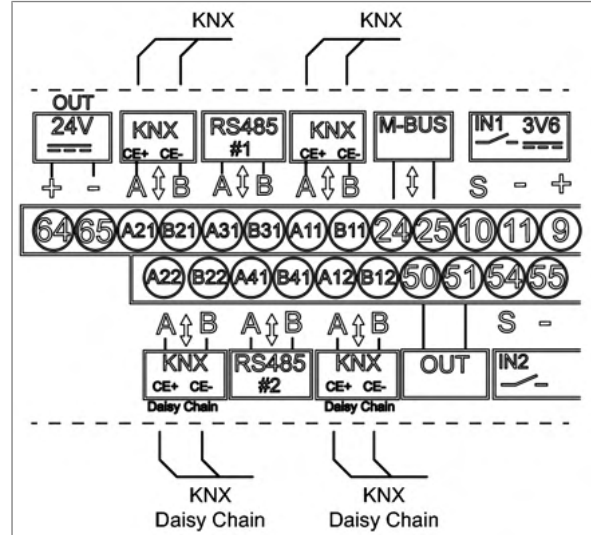 KNX KNX
OUT
24V KNX RS485 KNX M-BUS IN1 3V6
CE+ CE- #1 CE+ CE-
+ - A B A B A B S - +
64 65 A21 B21 A31 B31 A11 B11 24 25 10 11 9
A22 B22 A41 B41 A12 B12 50 51 54 55
A B A B A B S -
KNX RS485 KNX OUT IN2
CE+ CE- #2 CE+ CE-
Daisy Chain Daisy Chain
KNX KNX
Daisy Chain Daisy Chain